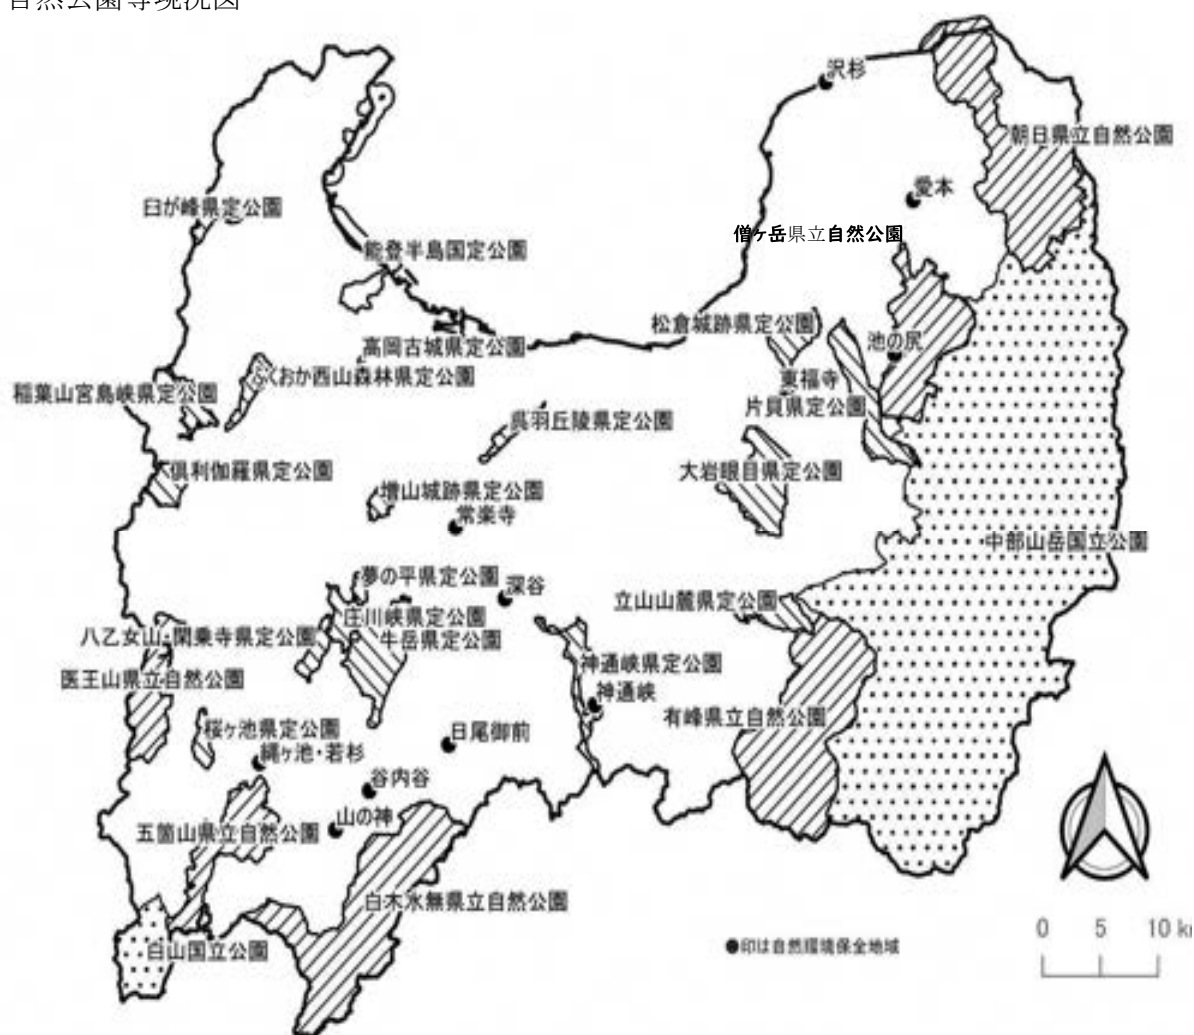 自然公園等現況図
沢杉
朝日県立自然公園
愛本
臼が峰県定公園
僧ヶ岳県立自然公園
能登半島国定公園
松倉城跡県定公園
池の尻
高岡古城県定公園
ふくおか西山森林県定公園
東福寺
稲葉山宮島峡県定公園
片貝県定公園
呉羽丘陵県定公園
倶利伽羅県定公園
大岩眼目県定公園
増山城跡県定公園
常楽寺
中部山岳国立公園
夢の平県定公園
深谷
立山山麓県定公園
庄川峡県定公園
八乙女山・閑乗寺県定公園
牛岳県定公園
神通峡県定公園
医王山県立自然公園
神通峡
有峰県立自然公園
桜ヶ池県定公園
日尾御前
縄ヶ池・若杉
谷内谷
山の神
五箇山県立自然公園
白木水無県立自然公園
白山国立公園
●印は自然環境保全地域
0 5 10 km